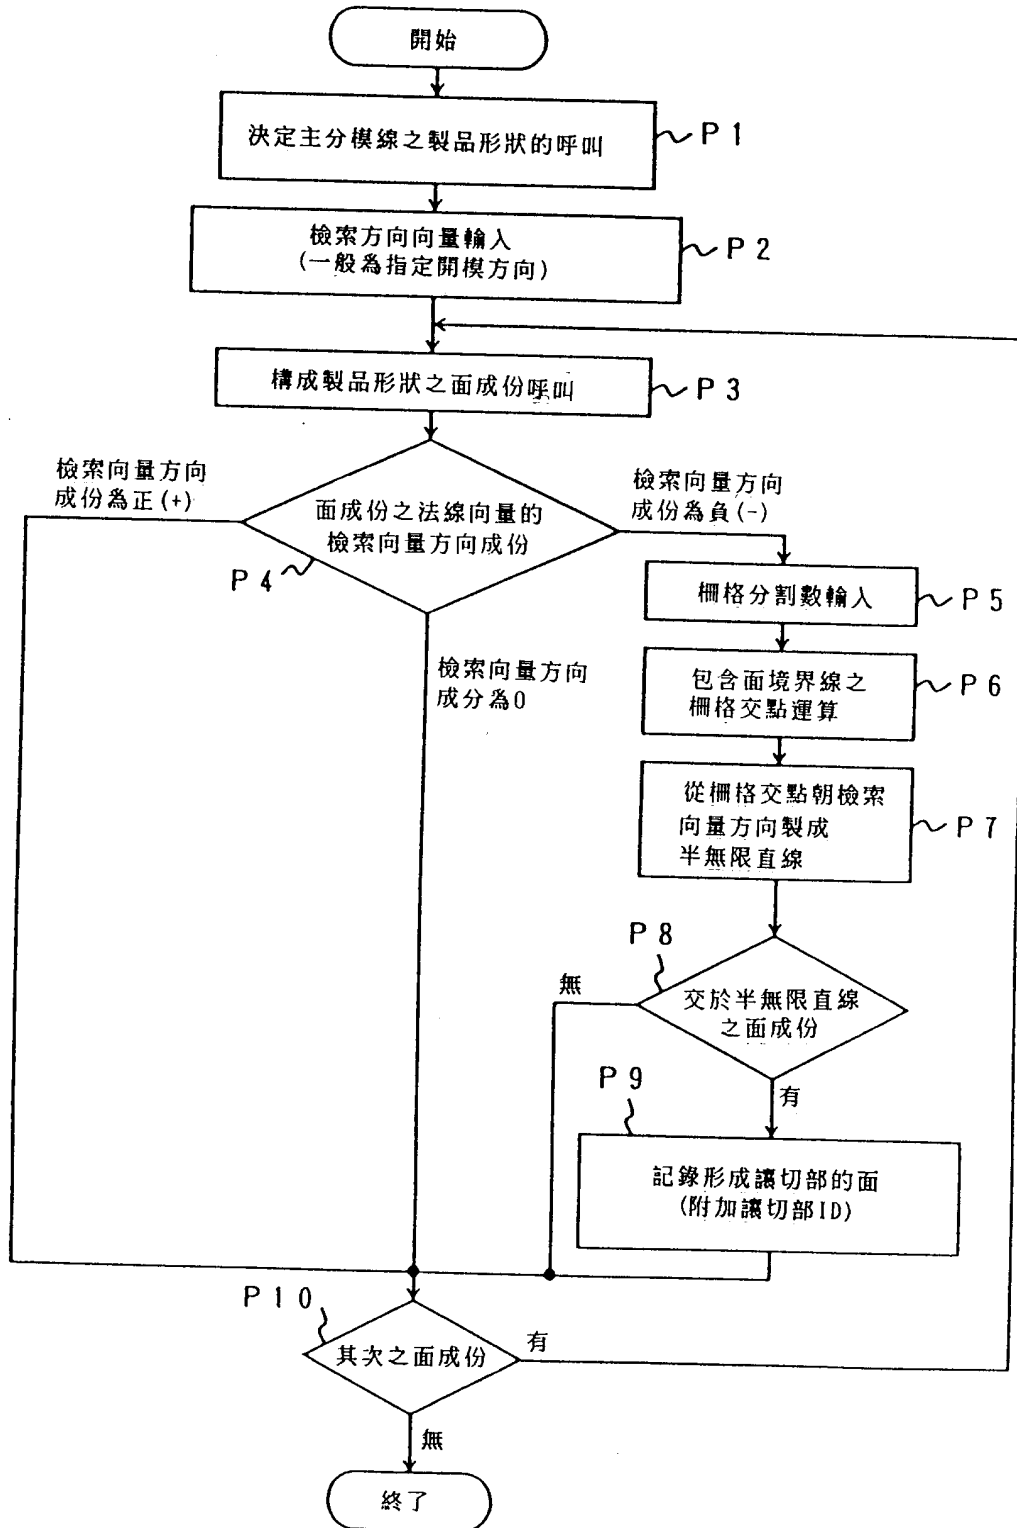 開始
決定主分模線之製品形狀的呼叫
P1
檢索方向向量輸入
(一般為指定開模方向)
P2
構成製品形狀之面成份呼叫
P3
檢索向量方向
成份為正(+)
面成份之法線向量的
檢索向量方向成份
P4
檢索向量方向
成份為負(-)
柵格分割數輸入
P5
檢索向量方向
成分為0
包含面境界線之
柵格交點運算
P6
從柵格交點朝檢索
向量方向製成
半無限直線
P7
P8
無
交於半無限直線
之面成份
有
P9
記錄形成讓切部的面
(附加讓切部ID)
P10
其次之面成份
有
無
終了